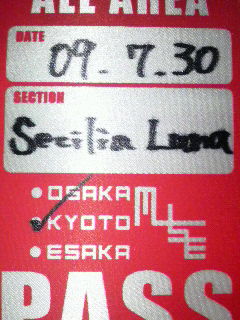 ALL AREA
DATE
09. 7.30
SECTION
Secilia Luna
OSAKA
KYOTO
ESAKA
MUSE
PASS